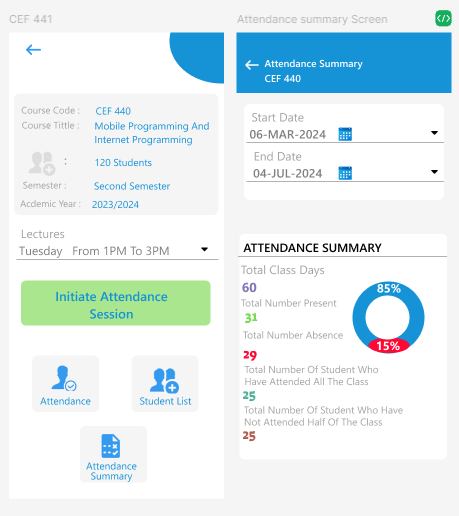 CEF 441
Attendance summary Screen
</>
Course Code : CEF 440
Course Tittle : Mobile Programming And
Internet Programming
: 120 Students
Semester : Second Semester
Acdemic Year : 2023/2024
Lectures
Tuesday From 1PM To 3PM
Initiate Attendance
Session
Attendance
Student List
Attendance
Summary
Attendance Summary
CEF 440
Start Date
06-MAR-2024
End Date
04-JUL-2024
ATTENDANCE SUMMARY
Total Class Days
60
Total Number Present
31
Total Number Absence
29
Total Number Of Student Who
Have Attended All The Class
25
Total Number Of Student Who Have
Not Attended Half Of The Class
25
85%
15%